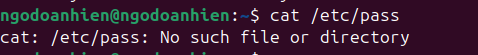 ngodoanhien@ngodoanhien:~$ cat /etc/pass
cat: /etc/pass: No such file or directory